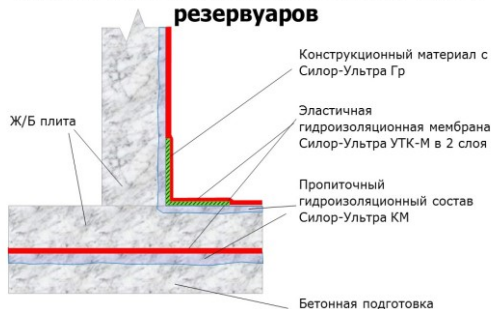 резервуаров
Конструкционный материал с
Силор-Ультра Гр
Ж/Б плита
Эластичная
гидроизоляционная мембрана
Силор-Ультра УТК-М в 2 слоя
Пропиточный
гидроизоляционный состав
Силор-Ультра КМ
Бетонная подготовка